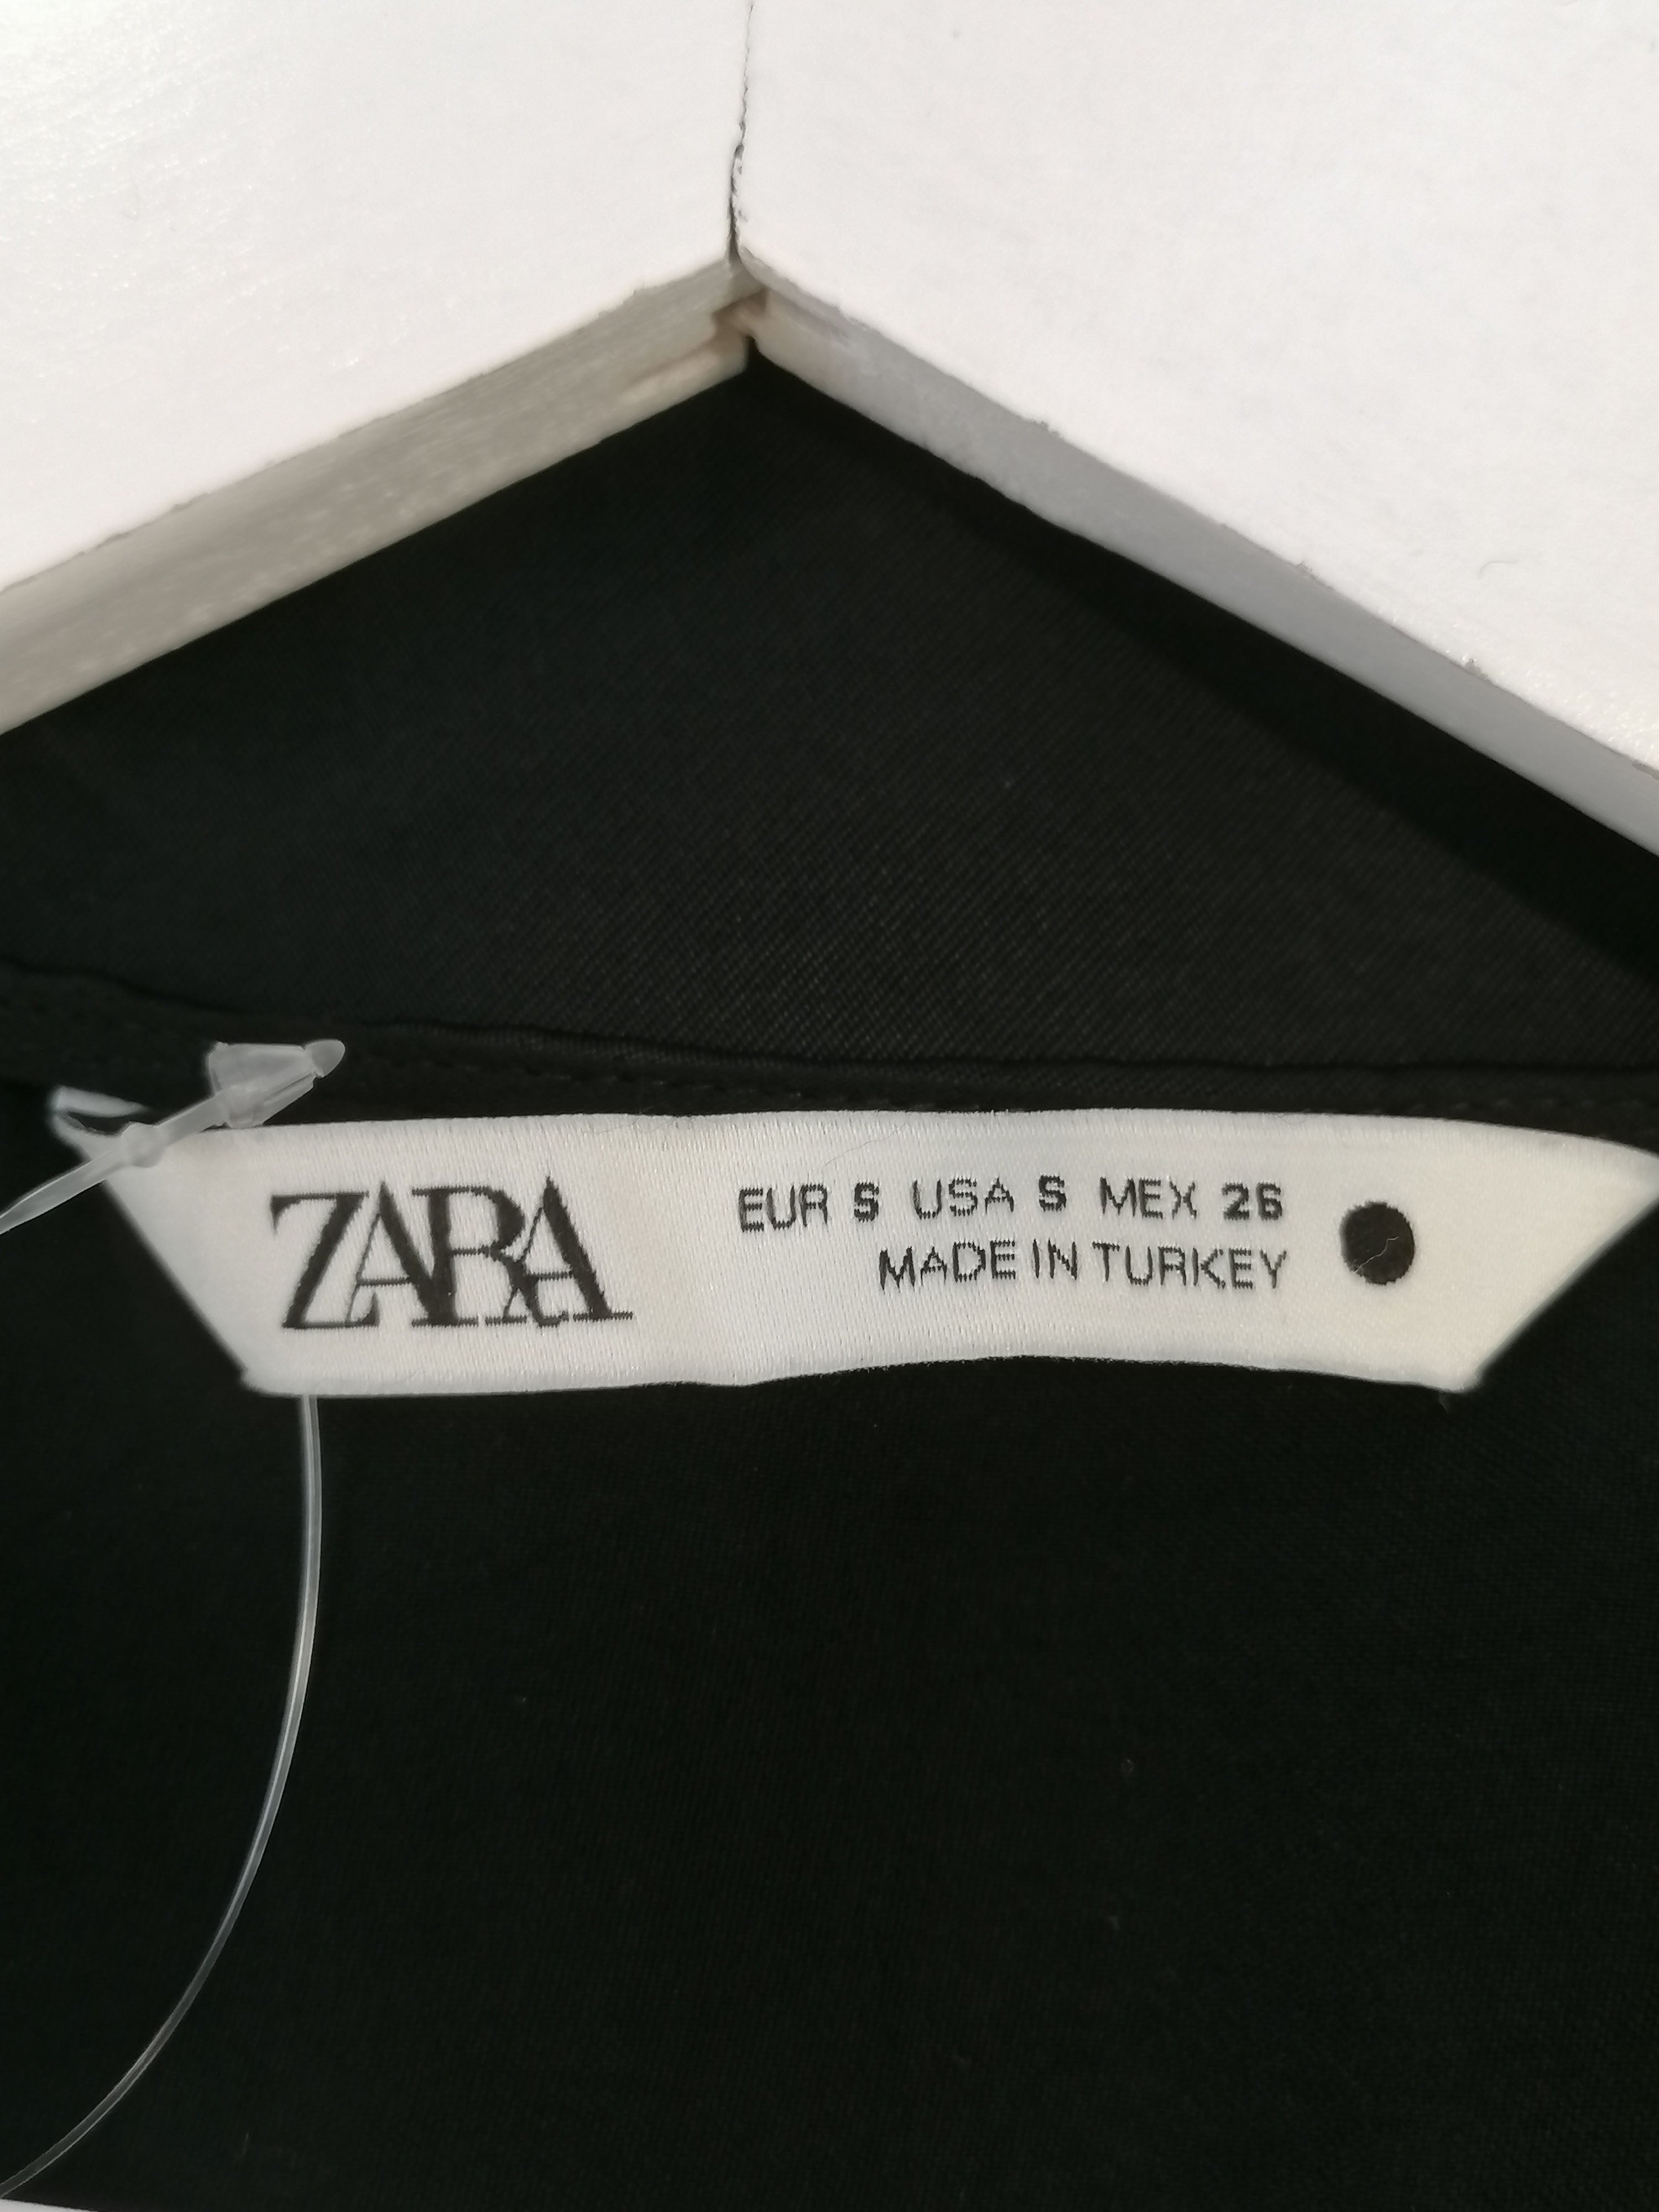 ZARA
EUR S USA S MEX 26
MADE IN TURKEY